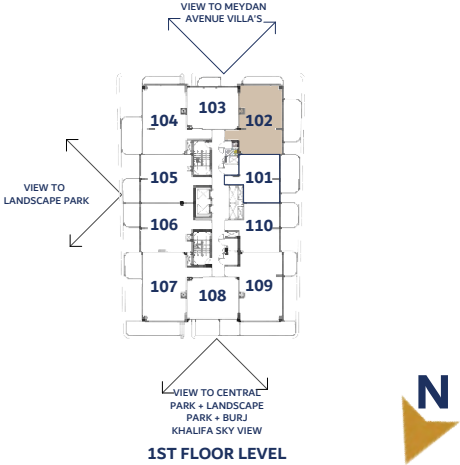 VIEW TO MEYDAN
AVENUE VILLA'S
103
104
102
105
101
VIEW TO
LANDSCAPE PARK
106
110
107
109
108
VIEW TO CENTRAL
PARK + LANDSCAPE
PARK + BURJ
KHALIFA SKY VIEW
1ST FLOOR LEVEL
N